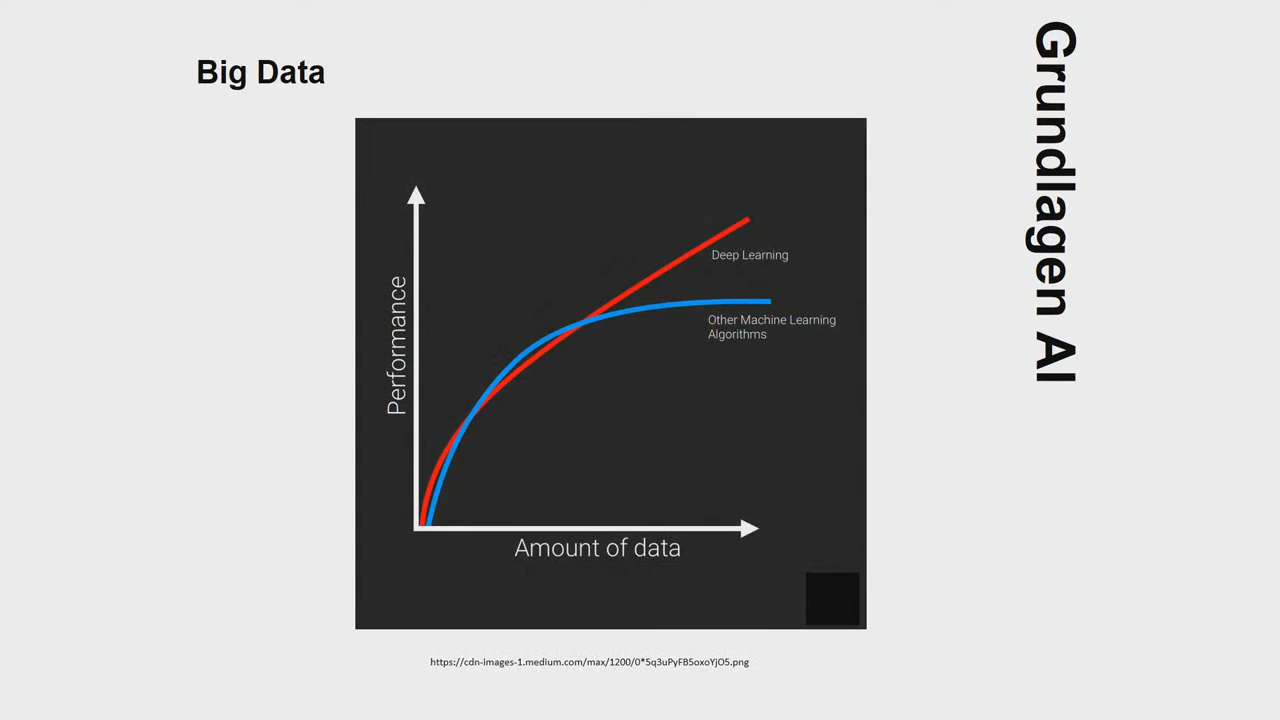 Big Data
Grundlagen AI
Performance
Deep Learning
Other Machine Learning
Algorithms
Amount of data
https://cdn-images-1.medium.com/max/1200/0*5q3uPyFB5oxoYjO5.png